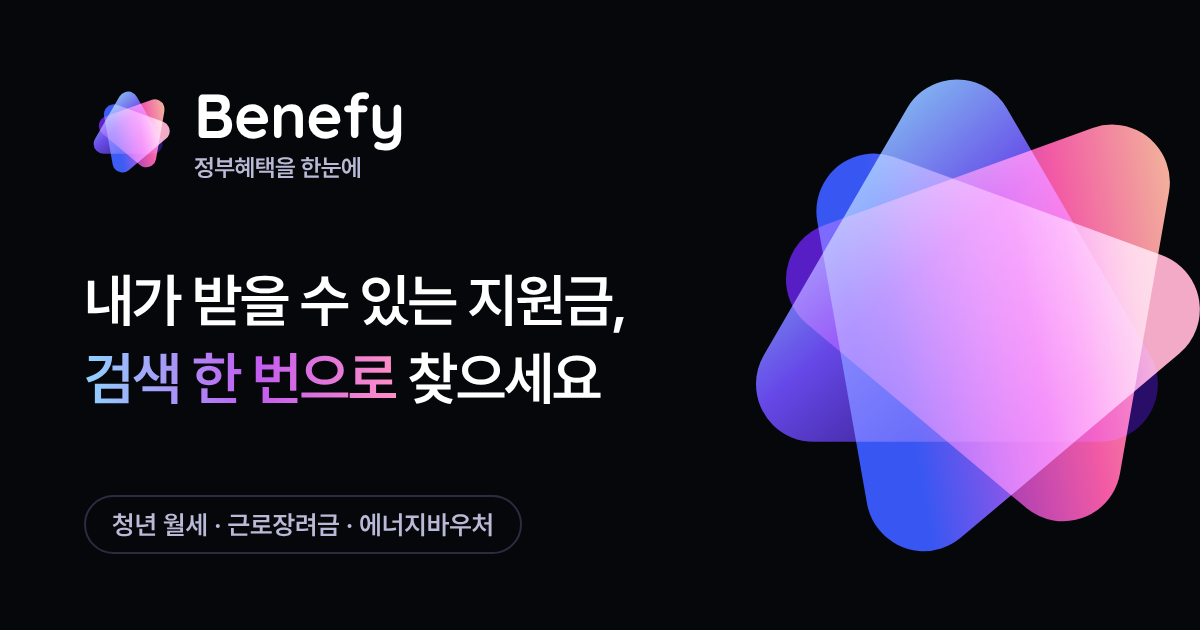 Benefy
정부혜택을 한눈에
내가 받을 수 있는 지원금,
검색 한 번으로 찾으세요
청년 월세 · 근로장려금 · 에너지바우처